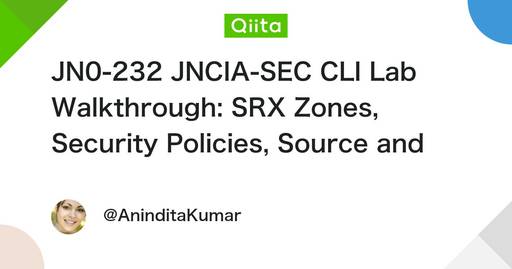 Qiita
JN0-232 JNCIA-SEC CLI Lab
Walkthrough: SRX Zones,
Security Policies, Source and
@AninditaKumar